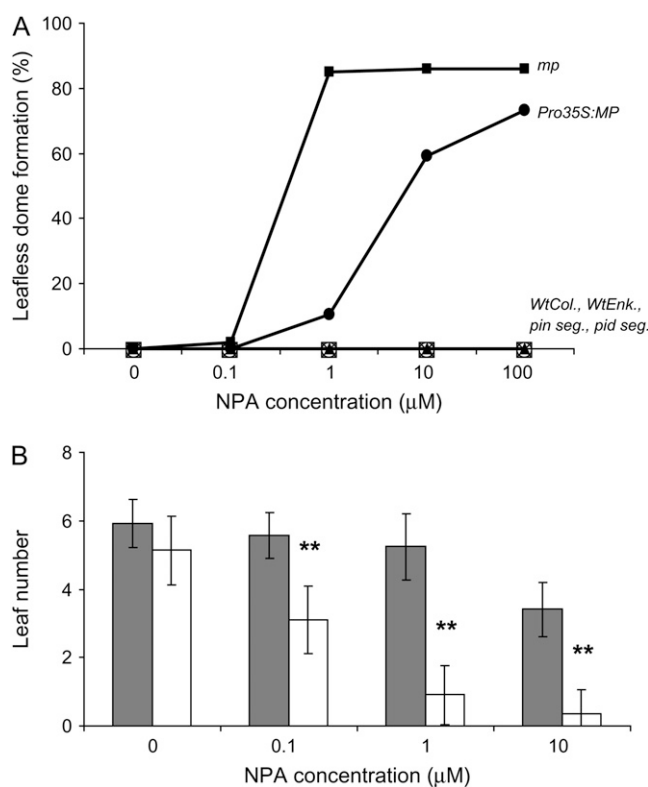 A
100
80
60
40
20
0
Leafless dome formation (%)
mp
Pro35S:MP
WtCol., WtEnk.,
pin seg., pid seg.
0 0.1 1 10 100
NPA concentration (µM)
B
8
6
4
2
0
Leaf number
** ** **
0 0.1 1 10
NPA concentration (µM)